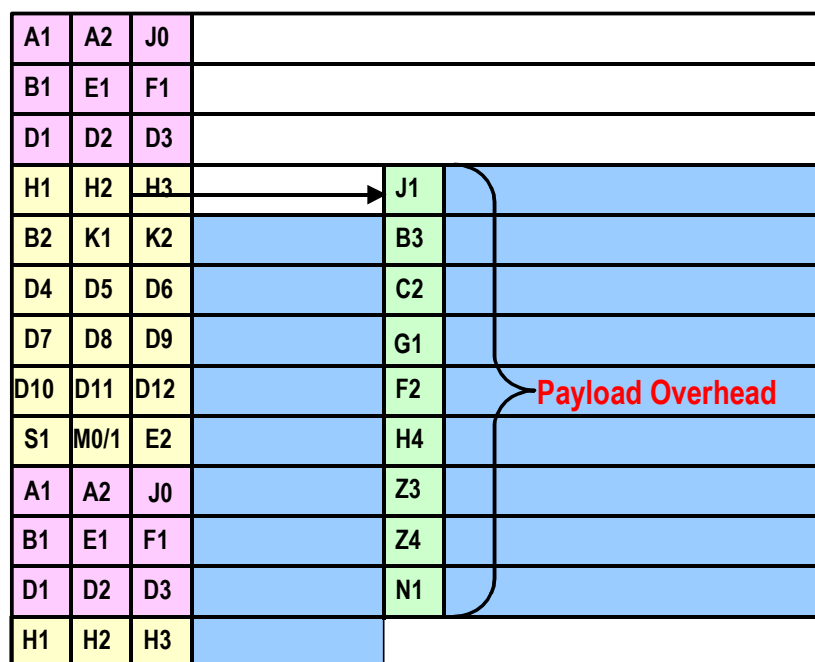 A1 A2 J0
B1 E1 F1
D1 D2 D3
H1 H2 H3 J1
B2 K1 K2 B3
D4 D5 D6 C2
D7 D8 D9 G1
D10 D11 D12 F2 Payload Overhead
S1 M0/1 E2 H4
A1 A2 J0 Z3
B1 E1 F1 Z4
D1 D2 D3 N1
H1 H2 H3